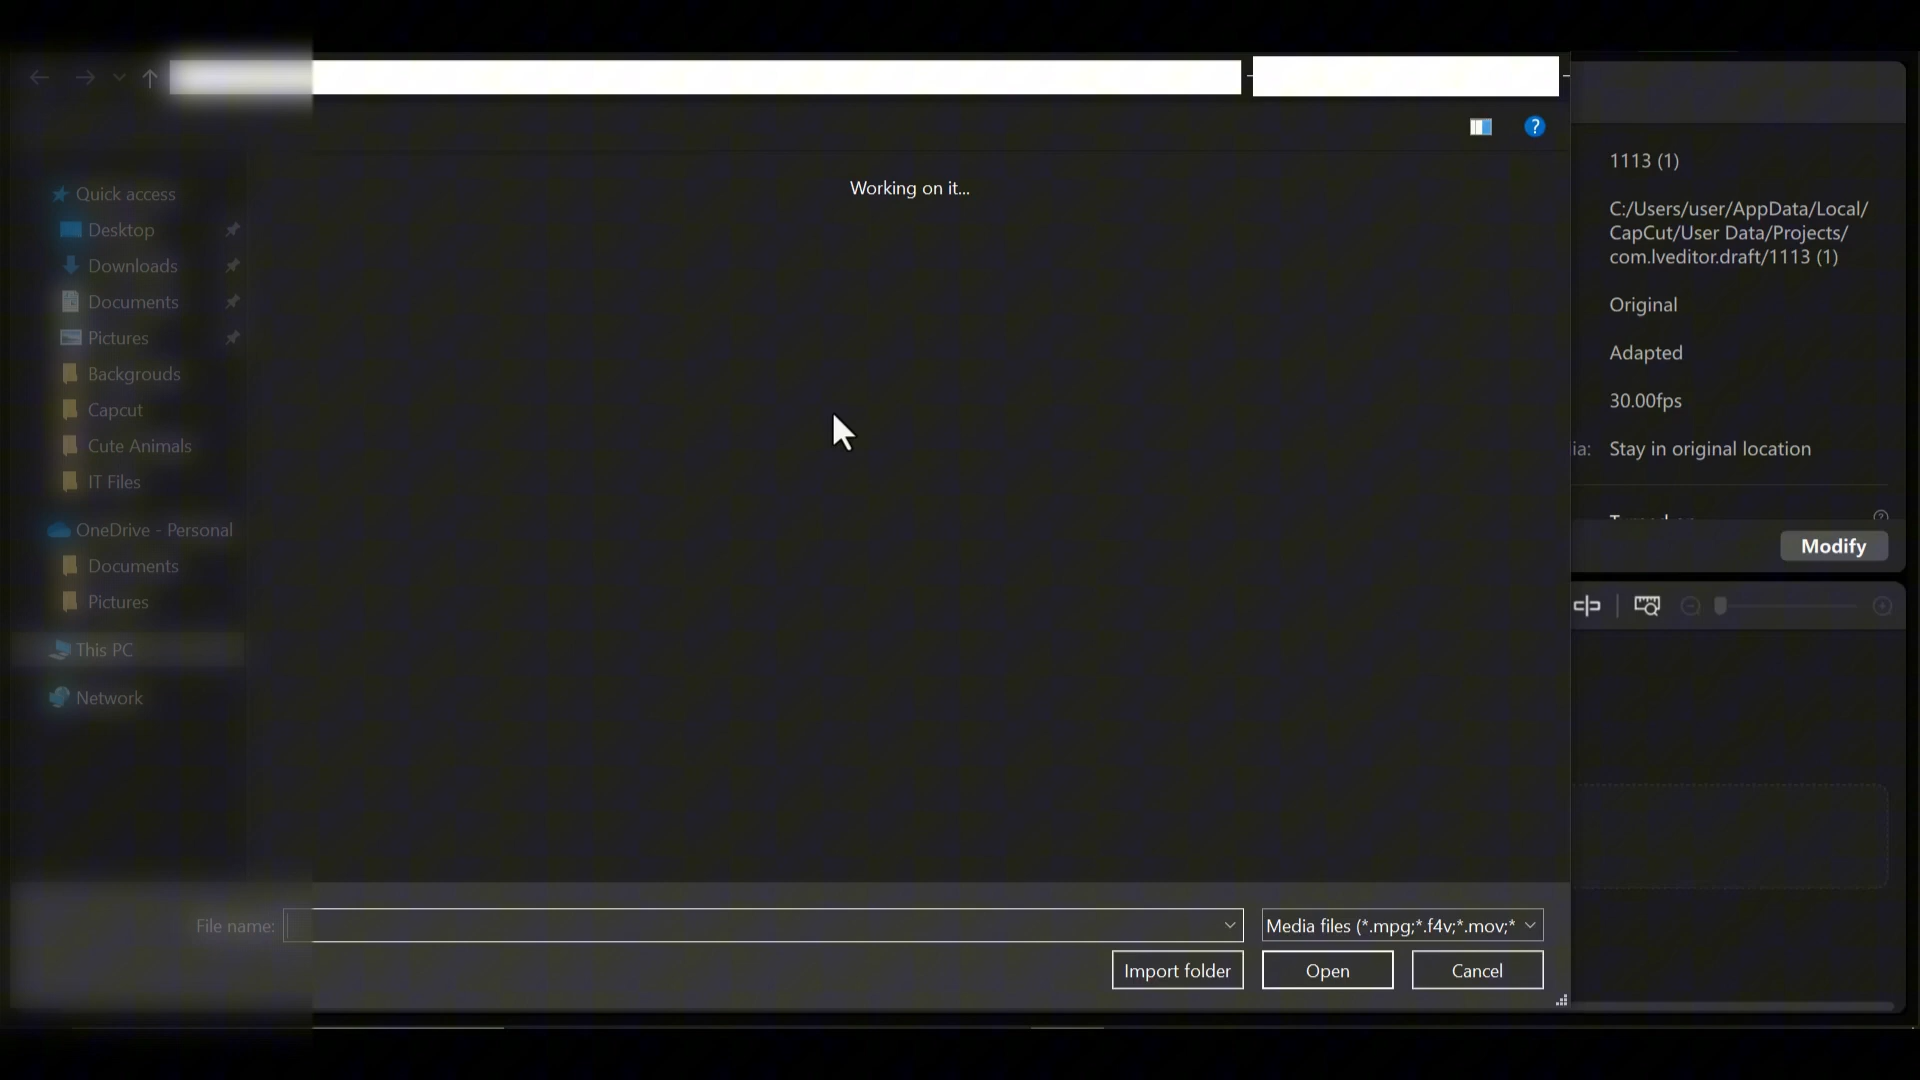 Working on it...
Quick access
Desktop
Downloads
Documents
Pictures
Backgrouds
Capcut
Cute Animals
IT Files
OneDrive - Personal
Documents
Pictures
This PC
Network
File name:
Media files (*.mpg;*.f4v;*.mov;*
Import folder
Open
Cancel
1113 (1)
C:/Users/user/AppData/Local/
CapCut/User Data/Projects/
com.lveditor.draft/1113 (1)
Original
Adapted
30.00fps
ia: Stay in original location
Modify